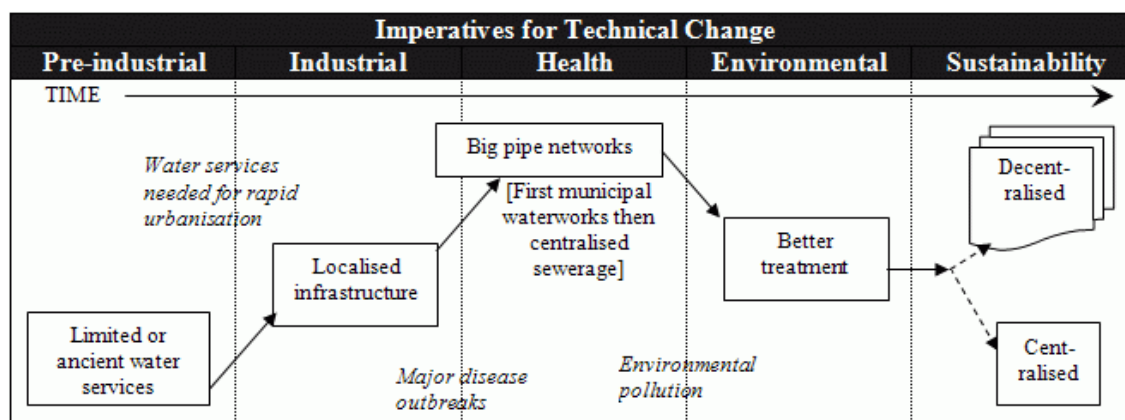 Imperatives for Technical Change
Pre-industrial Industrial Health Environmental Sustainability
TIME
Water services
needed for rapid
urbanisation
Big pipe networks
[First municipal
waterworks then
centralised
sewerage]
Decent-
ralised
Localised
infrastructure
Better
treatment
Limited or
ancient water
services
Major disease
outbreaks
Environmental
pollution
Cent-
ralised